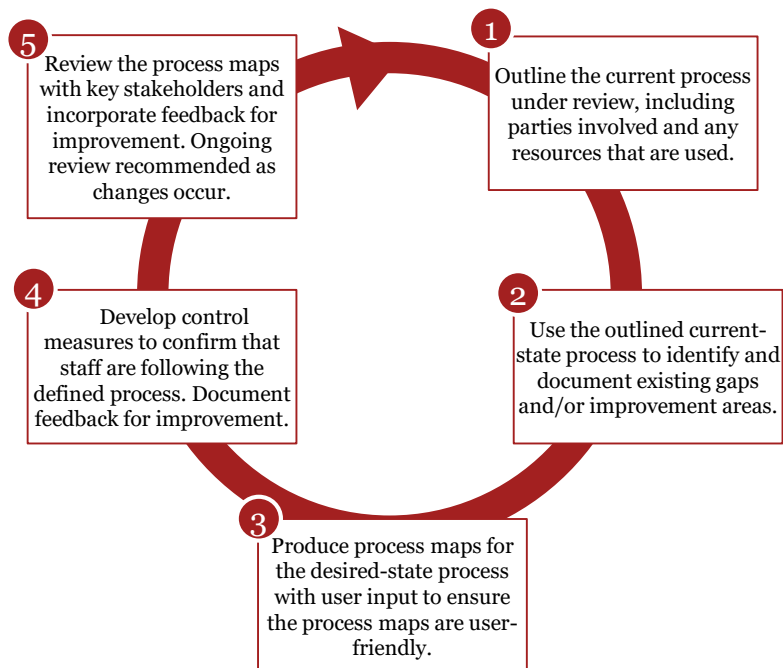 1
Outline the current process
under review, including
parties involved and any
resources that are used.
2
Use the outlined current-
state process to identify and
document existing gaps
and/or improvement areas.
3
Produce process maps for
the desired-state process
with user input to ensure
the process maps are user-
friendly.
4
Develop control
measures to confirm that
staff are following the
defined process. Document
feedback for improvement.
5
Review the process maps
with key stakeholders and
incorporate feedback for
improvement. Ongoing
review recommended as
changes occur.